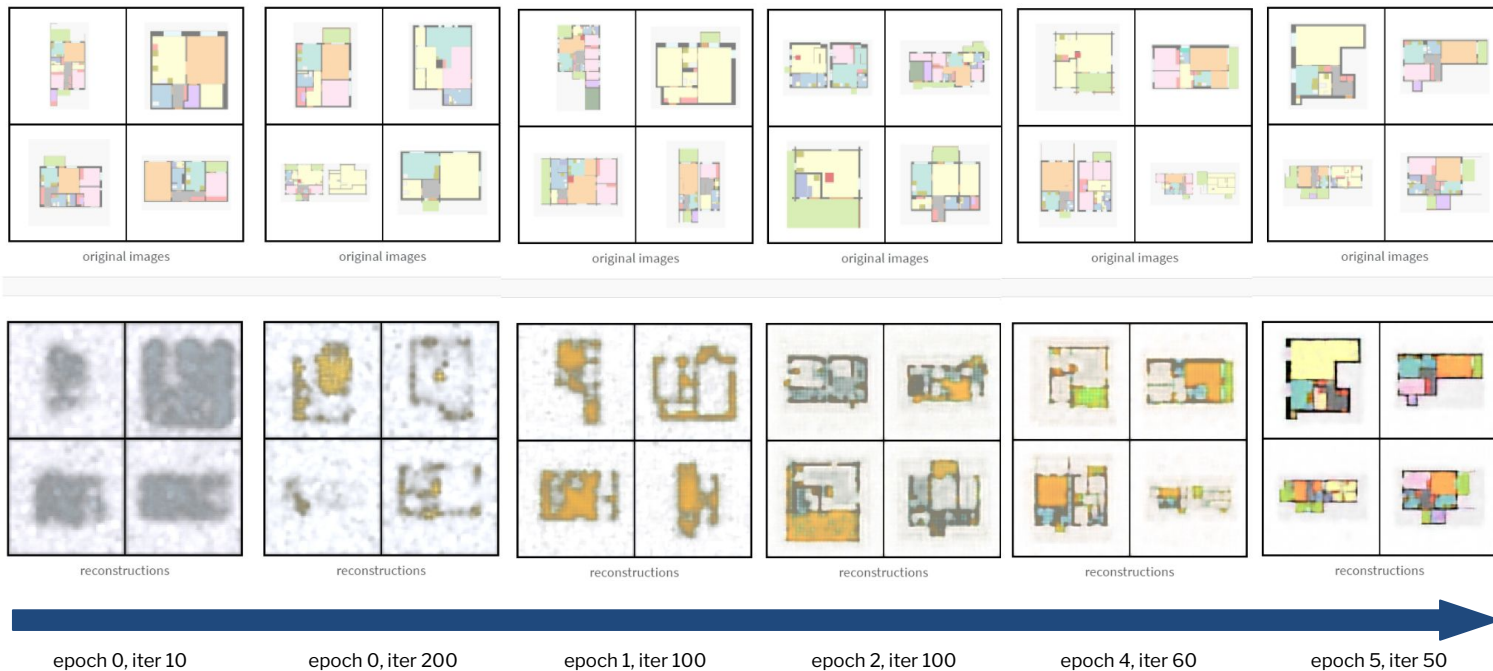 original images
original images
original images
original images
original images
original images
reconstructions
reconstructions
reconstructions
reconstructions
reconstructions
reconstructions
epoch 0, iter 10
epoch 0, iter 200
epoch 1, iter 100
epoch 2, iter 100
epoch 4, iter 60
epoch 5, iter 50